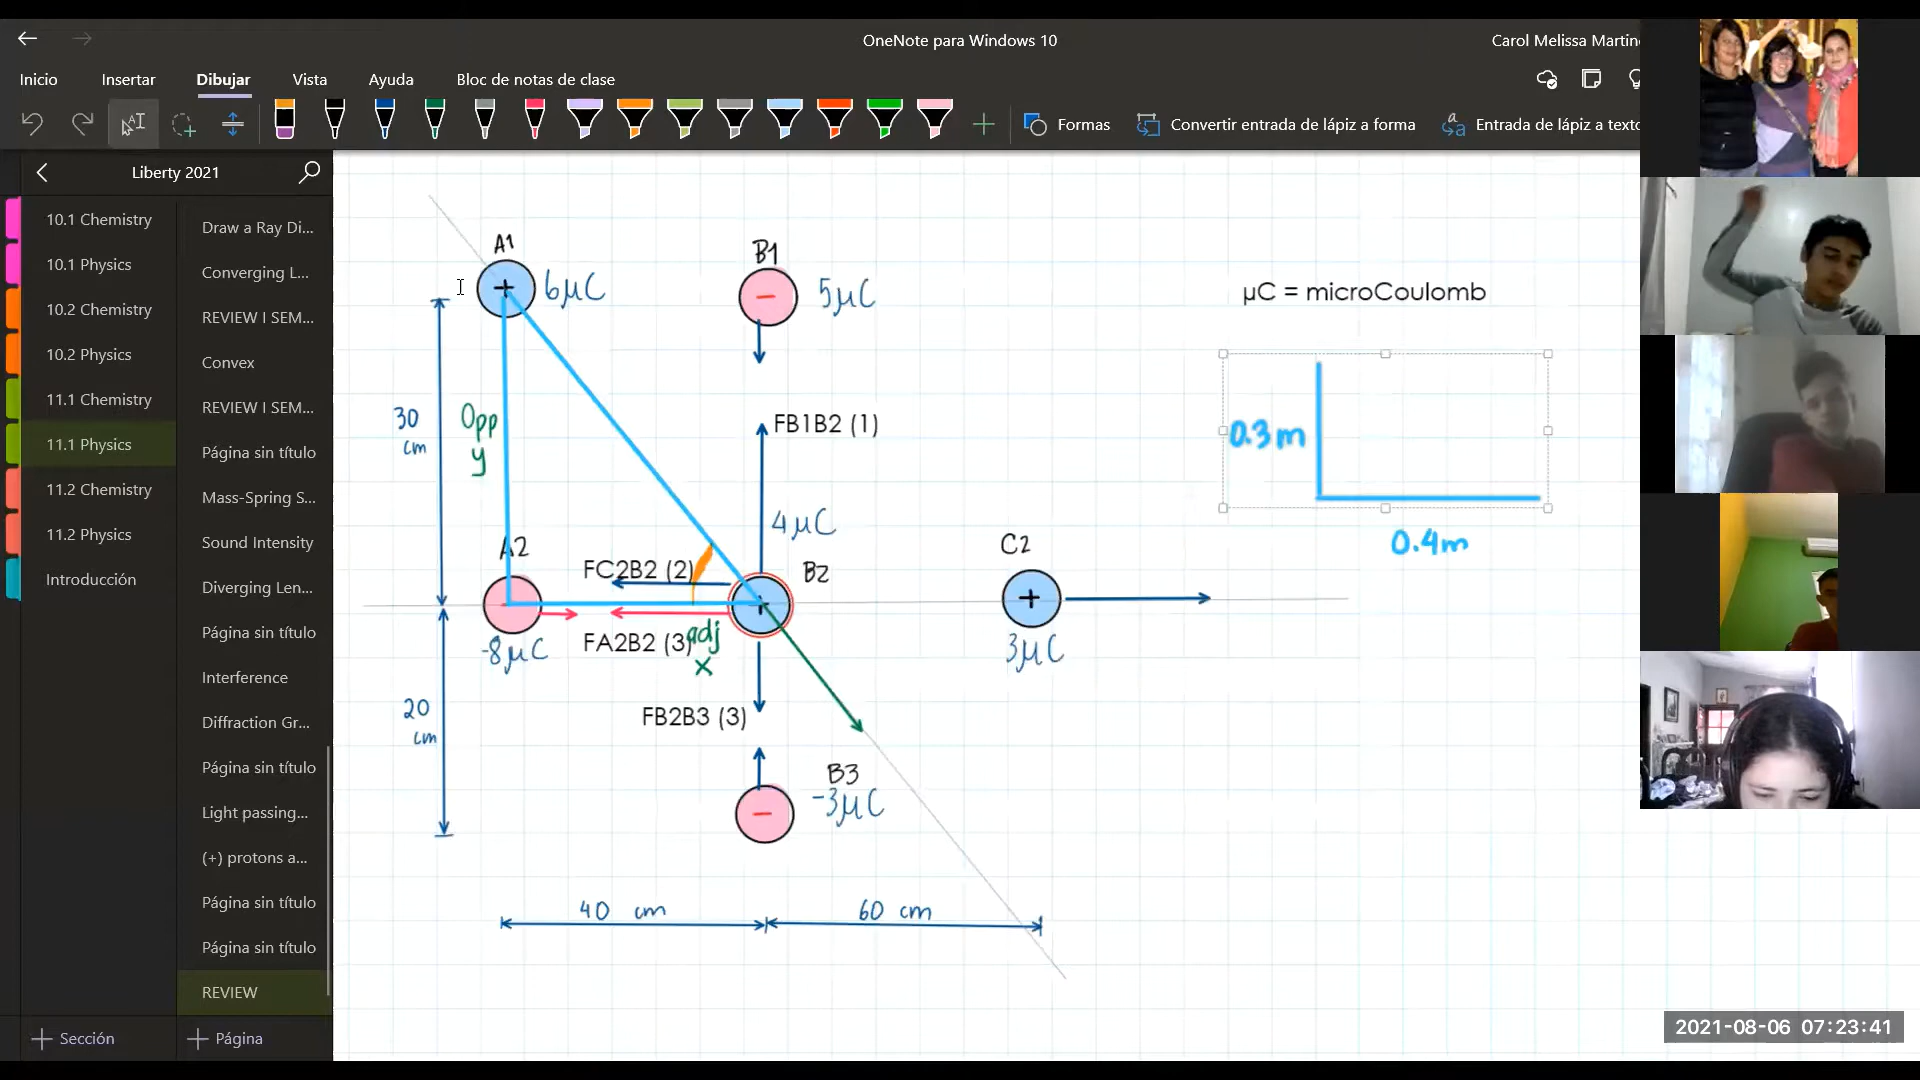 OneNote para Windows 10
Carol Melissa Martin
Inicio
Insertar
Dibujar
Vista
Ayuda
Bloc de notas de clase
Formas
Convertir entrada de lápiz a forma
Entrada de lápiz a texto
Liberty 2021
10.1 Chemistry
10.1 Physics
10.2 Chemistry
10.2 Physics
11.1 Chemistry
11.1 Physics
11.2 Chemistry
11.2 Physics
Introducción
Sección
Draw a Ray Di...
Converging L...
REVIEW I SEM...
Convex
REVIEW I SEM...
Página sin título
Mass-Spring S...
Sound Intensity
Diverging Len...
Página sin título
Interference
Diffraction Gr...
Página sin título
Light passing...
(+) protons a...
Página sin título
Página sin título
REVIEW
Página
A1
+
6μC
B1
−
5μC
μC = microCoulomb
30
cm
Opp
y
FB1B2 (1)
0.3m
0.4m
4μC
A2
FC2B2 (2)
B2
C2
+
+
-8μC
FA2B2 (3)
adj
x
3μC
20
cm
FB2B3 (3)
B3
-3μC
−
40 cm
60 cm
2021-08-06 07:23:41